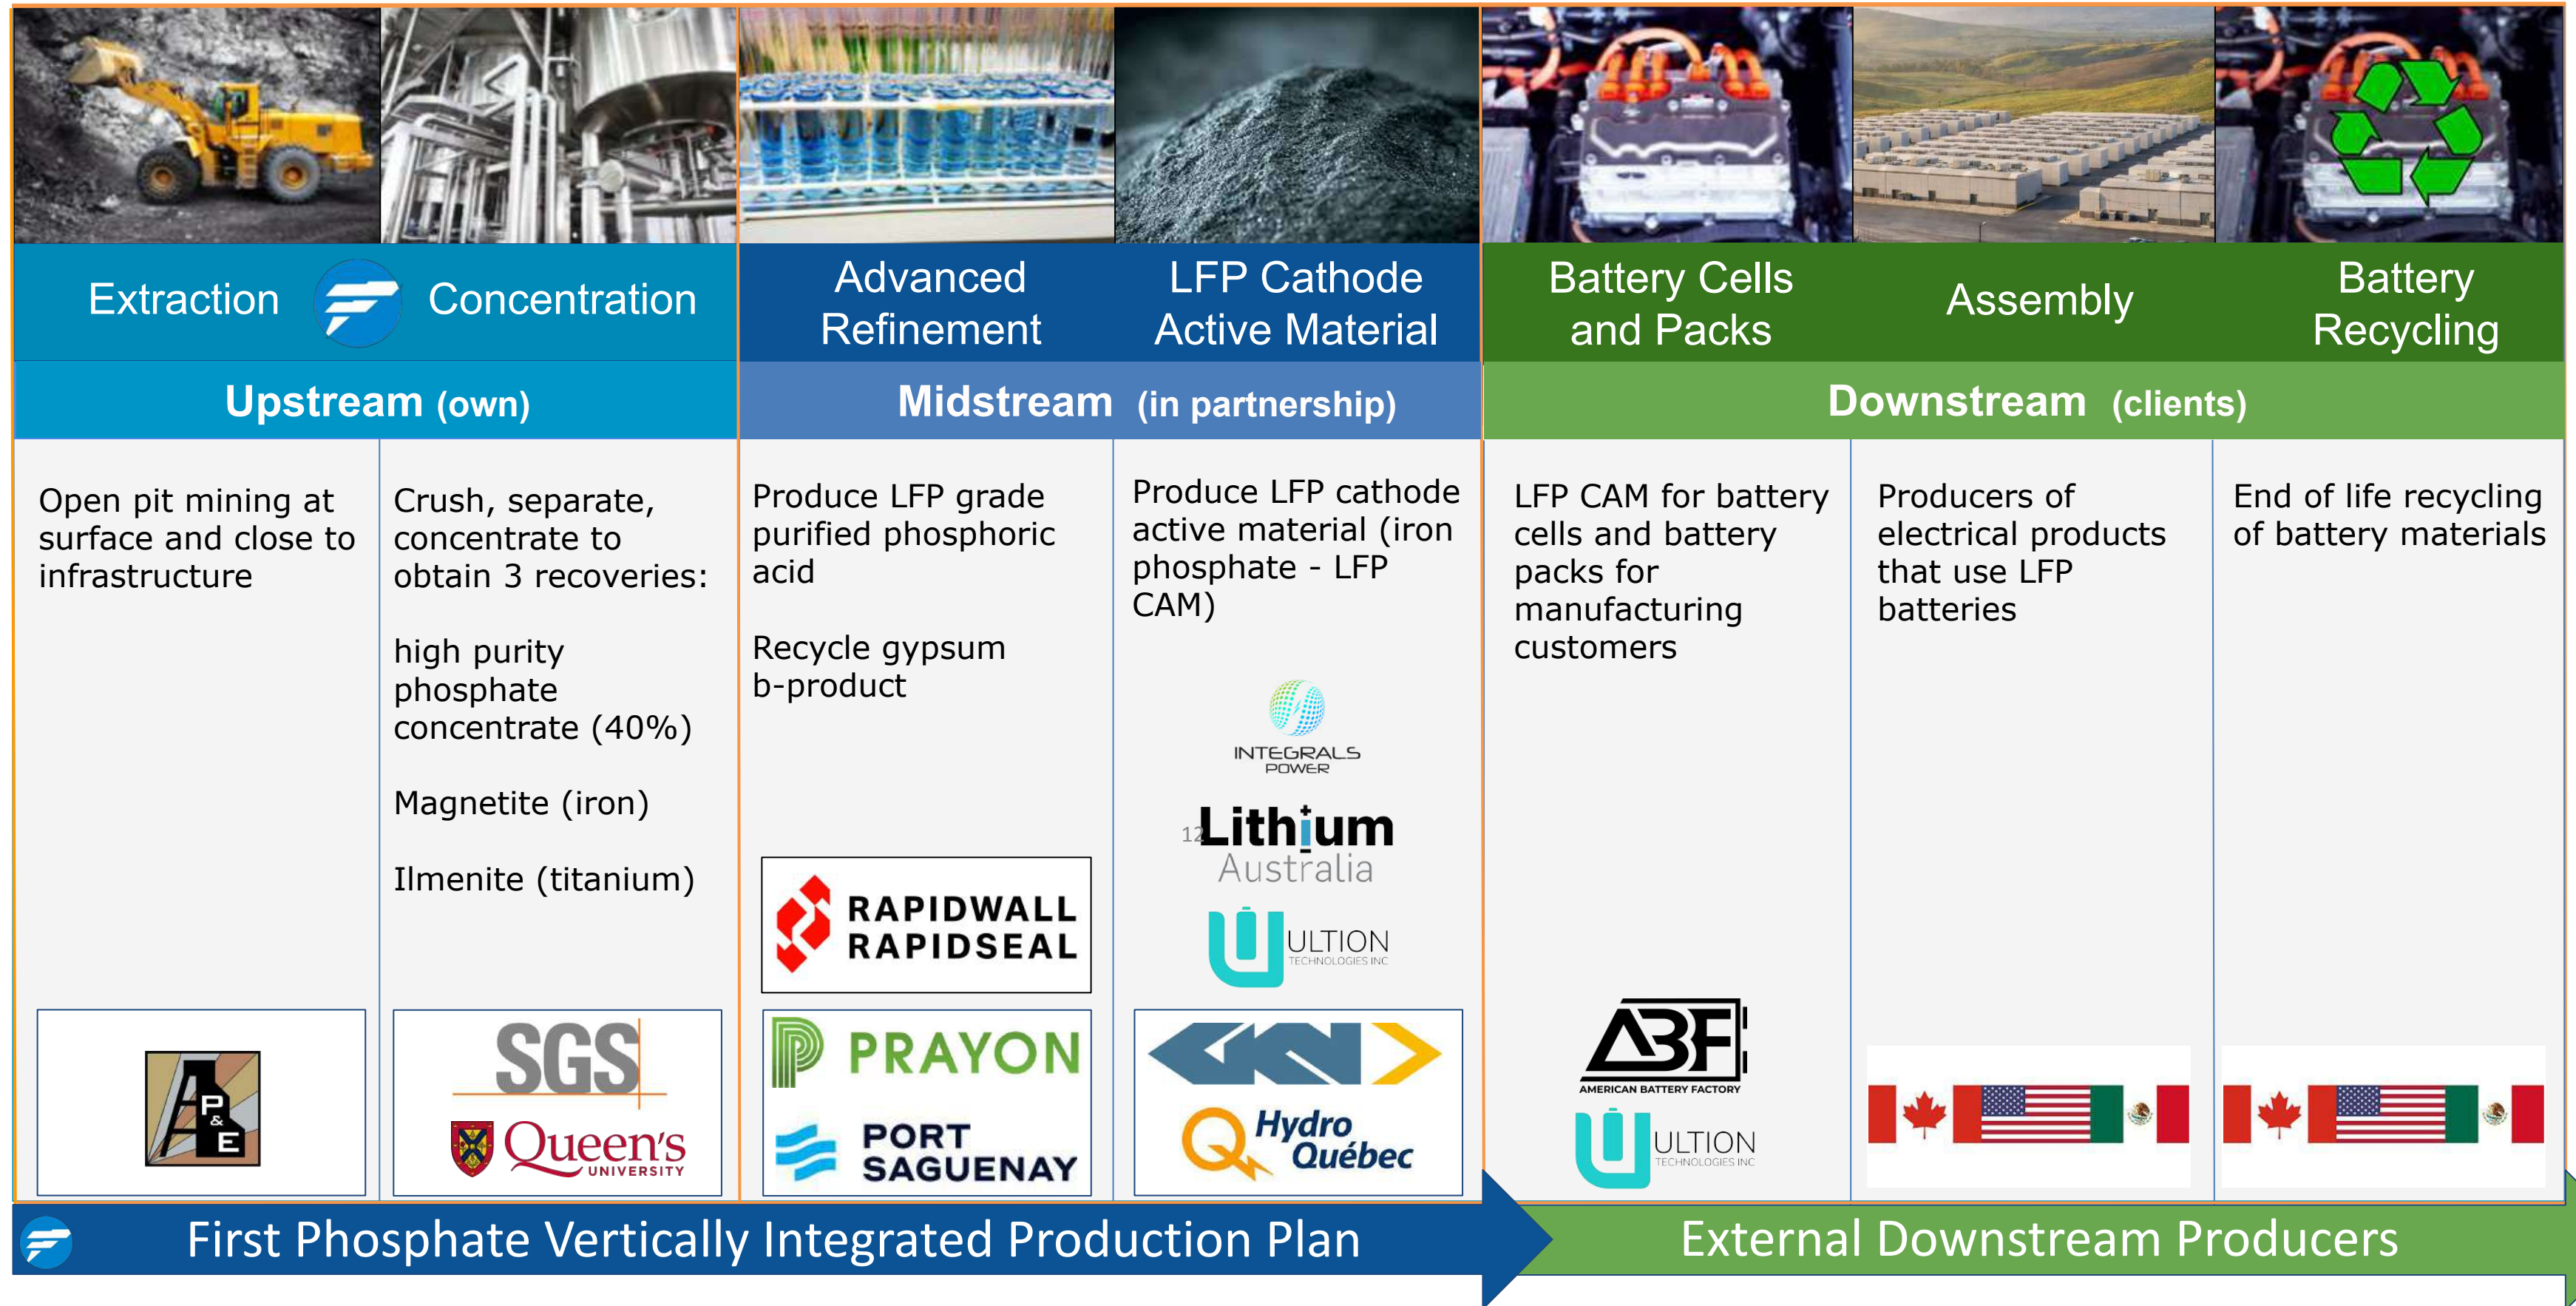 Extraction
Concentration
Advanced
Refinement
LFP Cathode
Active Material
Battery Cells
and Packs
Assembly
Battery
Recycling
Upstream (own)
Midstream (in partnership)
Downstream (clients)
Open pit mining at
surface and close to
infrastructure
P
&
E
Crush, separate,
concentrate to
obtain 3 recoveries:
high purity
phosphate
concentrate (40%)
Magnetite (iron)
Ilmenite (titanium)
SGS
Queen's
UNIVERSITY
Produce LFP grade
purified phosphoric
acid
Recycle gypsum
b-product
RAPIDWALL
RAPIDSEAL
PRAYON
PORT
SAGUENAY
Produce LFP cathode
active material (iron
phosphate - LFP
CAM)
INTEGRALS
POWER
12
Lithium
Australia
ULTION
TECHNOLOGIES INC
GKN
Hydro
Québec
LFP CAM for battery
cells and battery
packs for
manufacturing
customers
ABF
AMERICAN BATTERY FACTORY
ULTION
TECHNOLOGIES INC
Producers of
electrical products
that use LFP
batteries
End of life recycling
of battery materials
First Phosphate Vertically Integrated Production Plan
External Downstream Producers